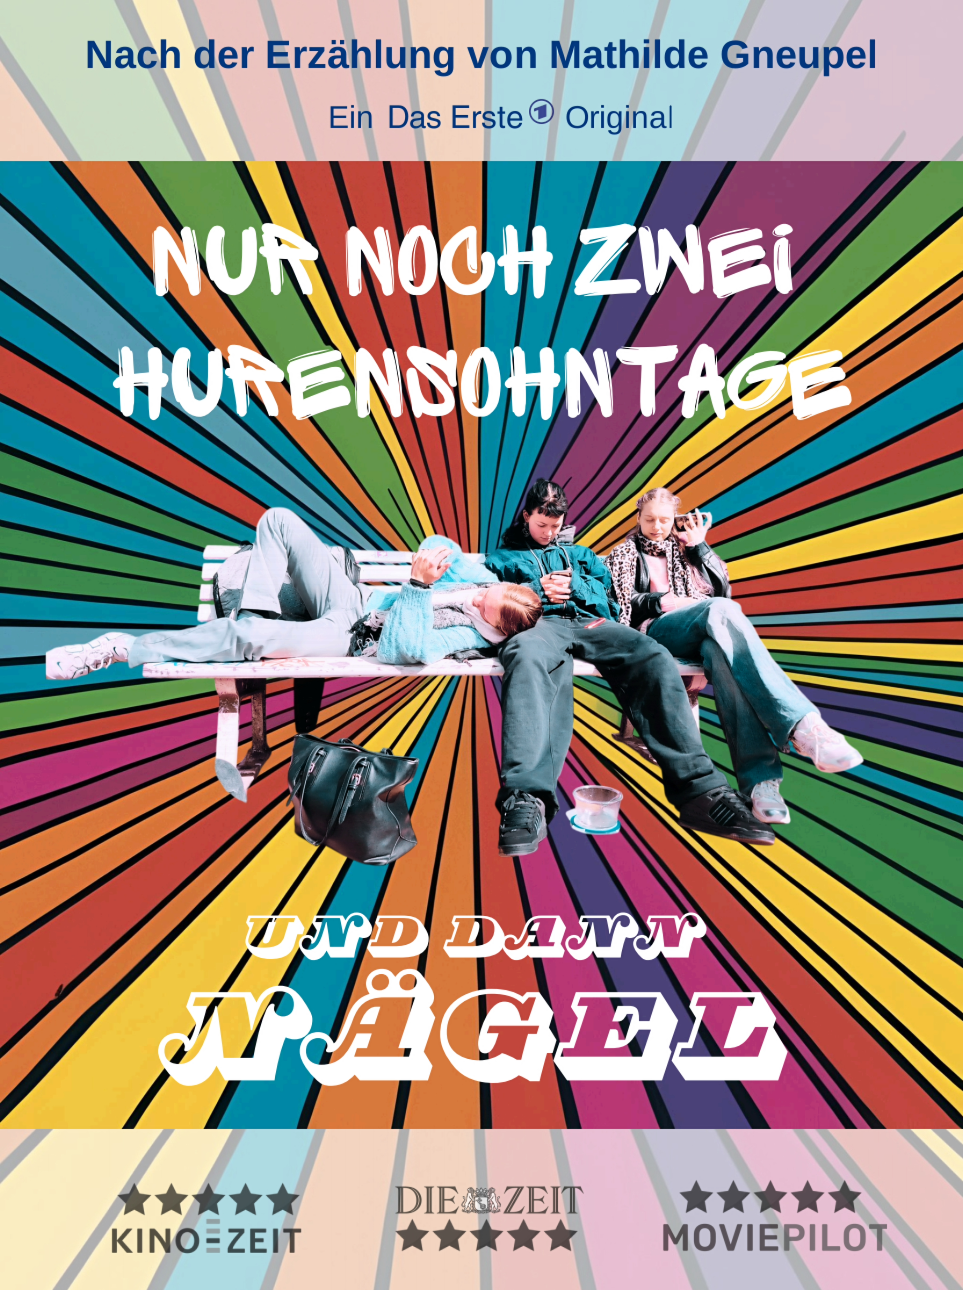 Nach der Erzählung von Mathilde Gneupel
Ein Das Erste Original
NUR NOCH ZWEI
HURENSOHNTAGE
UND DANN
NÄGEL
KINO-ZEIT
DIE ZEIT
MOVIEPILOT